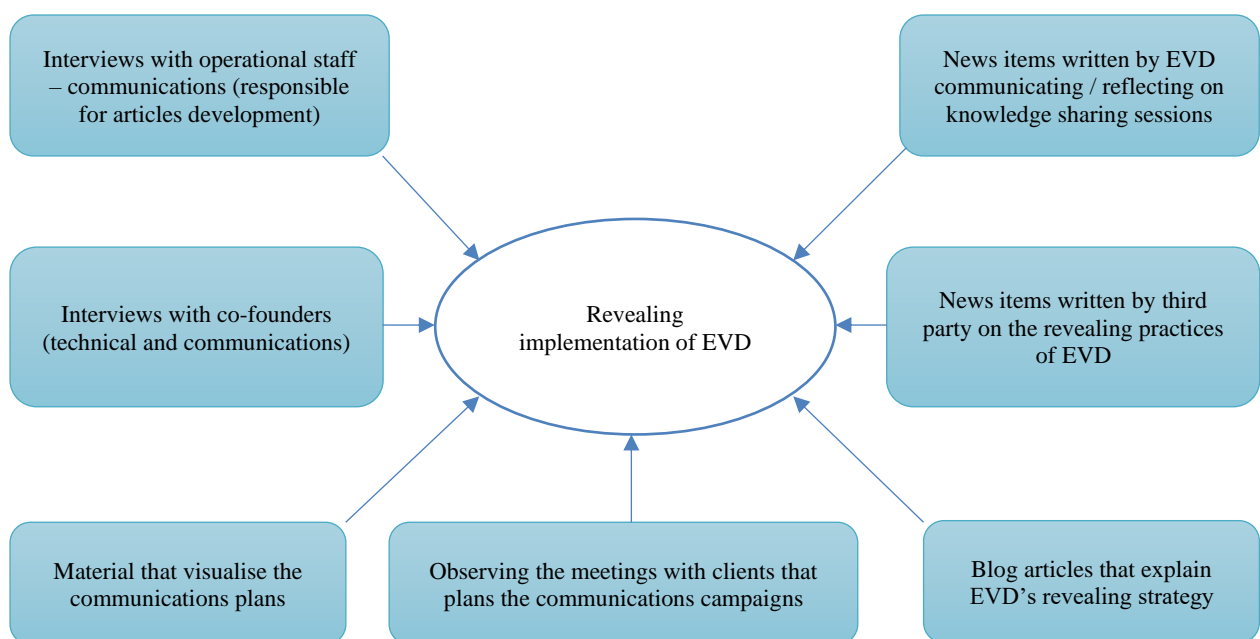 Interviews with operational staff
– communications (responsible
for articles development)
News items written by EVD
communicating / reflecting on
knowledge sharing sessions
Interviews with co-founders
(technical and communications)
Revealing
implementation of EVD
News items written by third
party on the revealing practices
of EVD
Material that visualise the
communications plans
Observing the meetings with clients that
plans the communications campaigns
Blog articles that explain
EVD’s revealing strategy